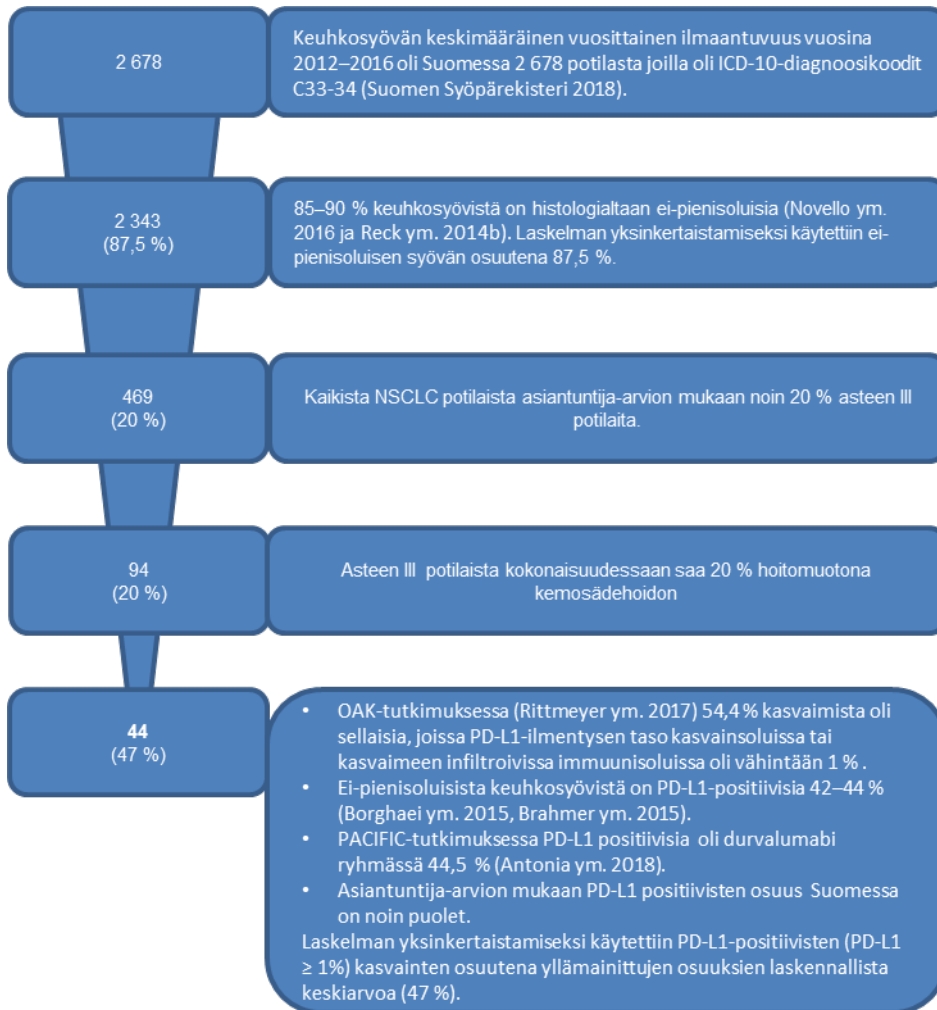 2 678
Keuhkosyövän keskimääräinen vuosittainen ilmaantuvuus vuosina
2012–2016 oli Suomessa 2 678 potilasta joilla oli ICD-10-diagnoosikoodit
C33-34 (Suomen Syöpärekisteri 2018).
2 343
(87,5 %)
85–90 % keuhkosyövistä on histologialtaan ei-pienisoluisia (Novello ym.
2016 ja Reck ym. 2014b). Laskelman yksinkertaistamiseksi käytettiin ei-
pienisoluisen syövän osuutena 87,5 %.
469
(20 %)
Kaikista NSCLC potilaista asiantuntija-arvion mukaan noin 20 % asteen III
potilaita.
94
(20 %)
Asteen III potilaista kokonaisuudessaan saa 20 % hoitomuotona
kemosädehoidon
44
(47 %)
• OAK-tutkimuksessa (Rittmeyer ym. 2017) 54,4 % kasvaimista oli
sellaisia, joissa PD-L1-ilmentysen taso kasvainsoluissa tai
kasvaimeen infiltroivissa immuunisoluissa oli vähintään 1 % .
• Ei-pienisoluisista keuhkosyövistä on PD-L1-positiivisia 42–44 %
(Borghaei ym. 2015, Brahmer ym. 2015).
• PACIFIC-tutkimuksessa PD-L1 positiivisia oli durvalumabi
ryhmässä 44,5 % (Antonia ym. 2018).
• Asiantuntija-arvion mukaan PD-L1 positiivisten osuus Suomessa
on noin puolet.
Laskelman yksinkertaistamiseksi käytettiin PD-L1-positiivisten (PD-L1
≥ 1%) kasvainten osuutena yllämainittujen osuuksien laskennallista
keskiarvoa (47 %).